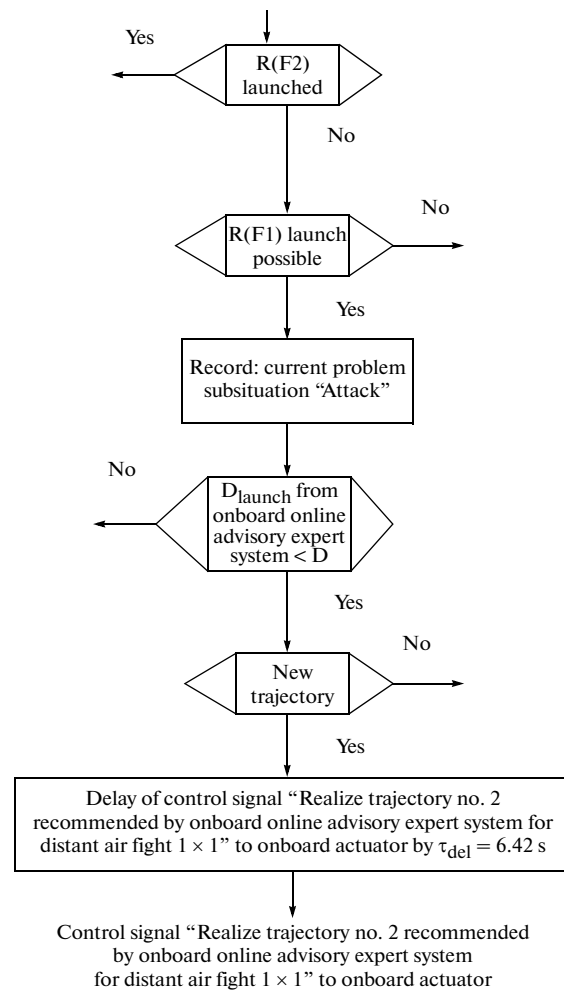 Yes
R(F2)
launched
No
No
R(F1) launch
possible
Yes
Record: current problem
subsituation “Attack”
No
D_launch from
onboard online
advisory expert
system < D
Yes
No
New
trajectory
Yes
Delay of control signal “Realize trajectory no. 2
recommended by onboard online advisory expert system for
distant air fight 1 × 1” to onboard actuator by τ_del = 6.42 s
Control signal “Realize trajectory no. 2 recommended
by onboard online advisory expert system
for distant air fight 1 × 1” to onboard actuator